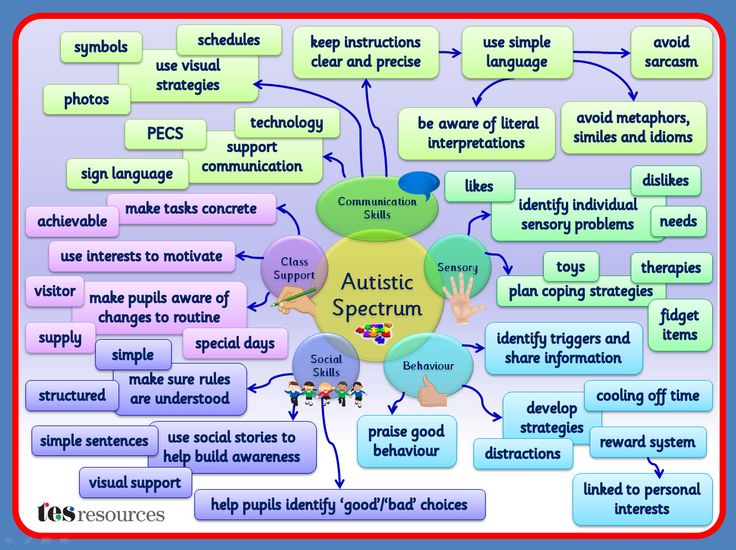 symbols
schedules
use visual
strategies
photos
keep instructions
clear and precise
use simple
language
avoid
sarcasm
be aware of literal
interpretations
avoid metaphors,
similes and idioms
PECS
technology
support
communication
sign language
Communication
Skills
likes
dislikes
identify individual
sensory problems
needs
achievable
make tasks concrete
use interests to motivate
Class
Support
visitor
make pupils aware of
changes to routine
supply
special days
Autistic
Spectrum
Sensory
toys
therapies
plan coping strategies
fidget
items
simple
make sure rules
are understood
structured
Social
Skills
Behaviour
identify triggers and
share information
cooling off time
develop
strategies
distractions
reward system
linked to personal
interests
praise good
behaviour
simple sentences
use social stories to
help build awareness
visual support
help pupils identify ‘good’/‘bad’ choices
tes resources